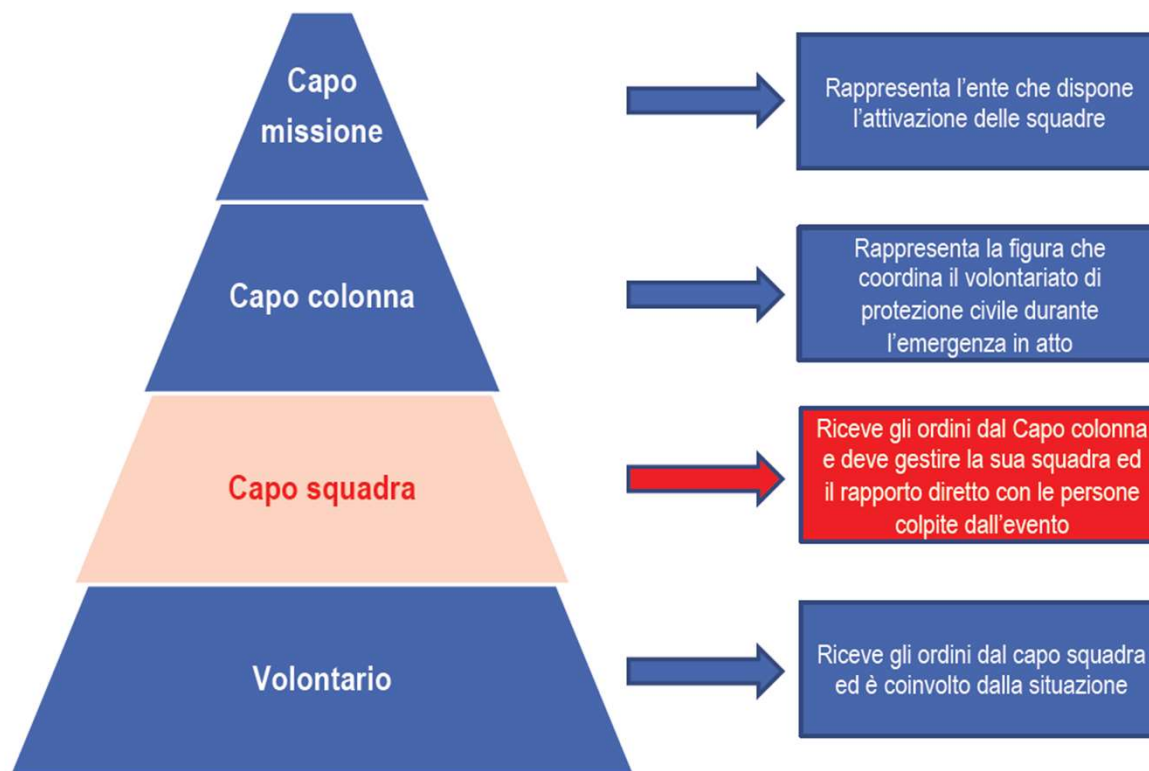 Capo
missione
Rappresenta l'ente che dispone
l'attivazione delle squadre
Capo colonna
Rappresenta la figura che
coordina il volontariato di
protezione civile durante
l'emergenza in atto
Capo squadra
Riceve gli ordini dal Capo colonna
e deve gestire la sua squadra ed
il rapporto diretto con le persone
colpite dall'evento
Volontario
Riceve gli ordini dal capo squadra
ed è coinvolto dalla situazione